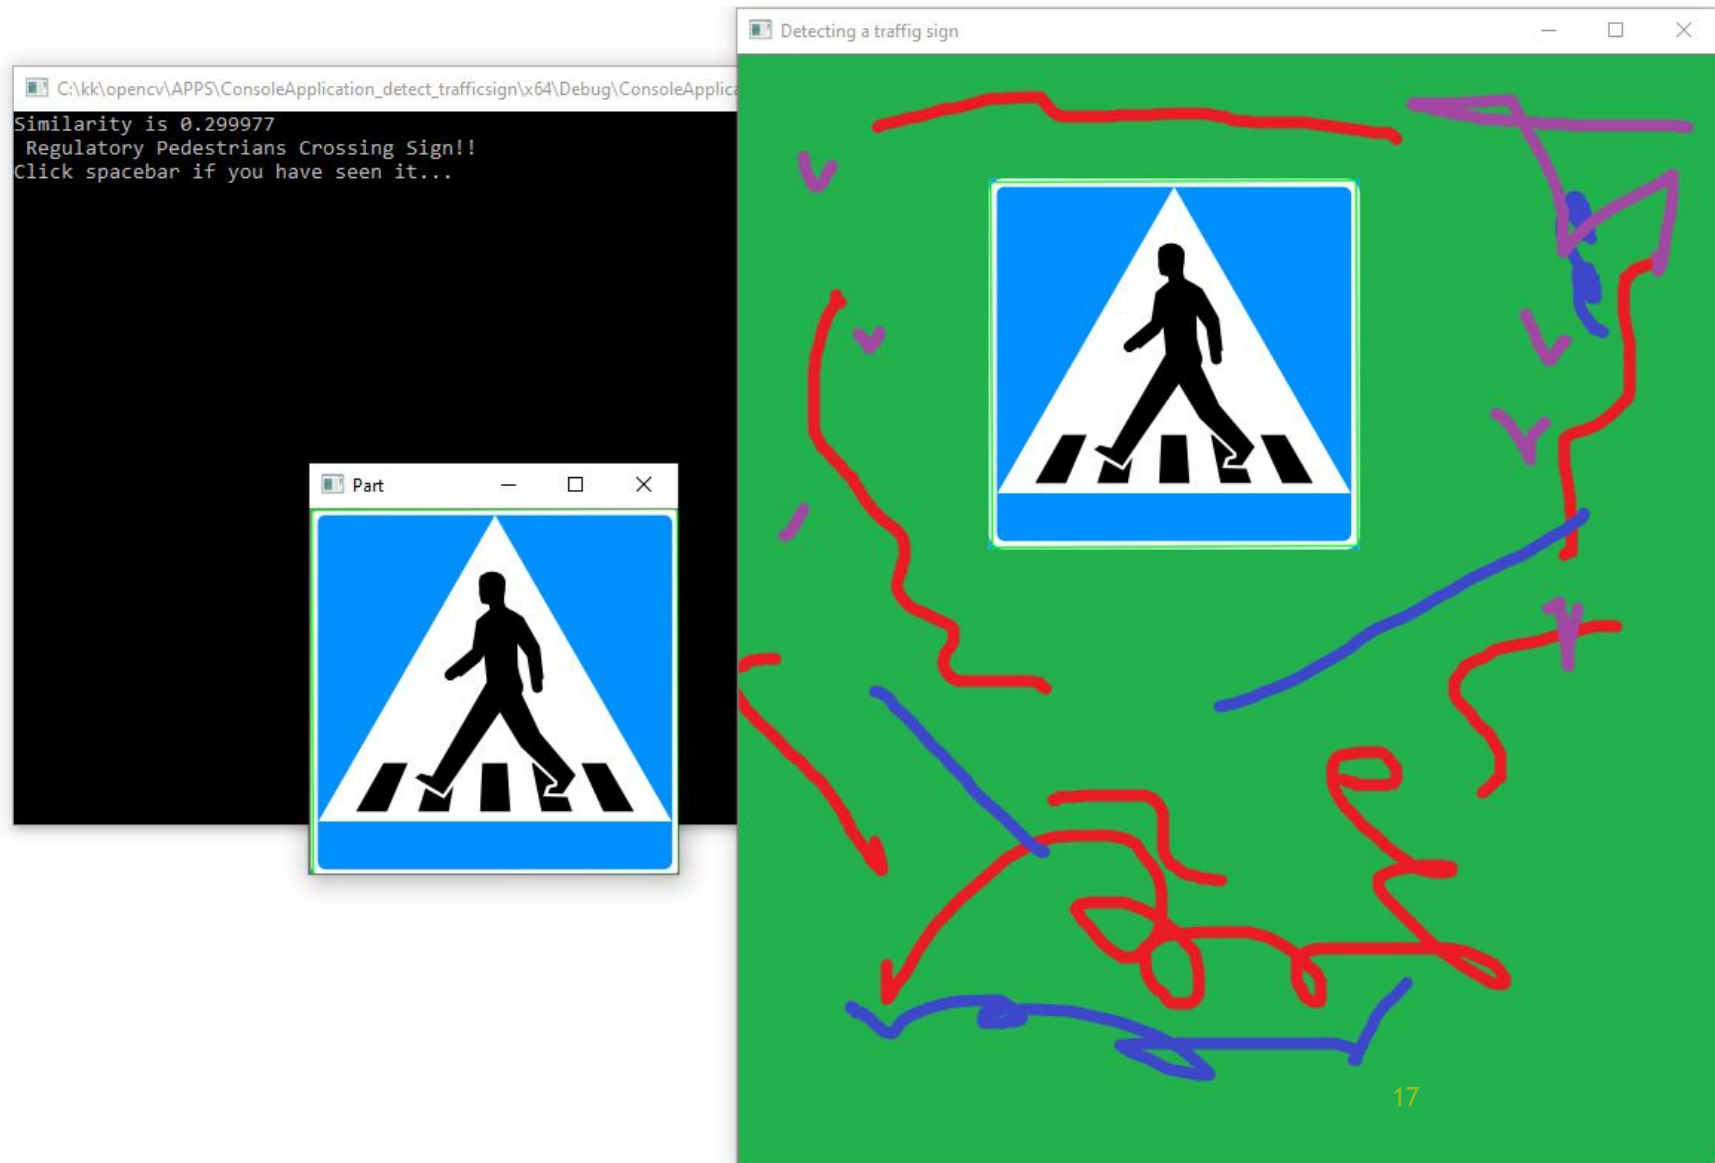 Detecting a traffig sign
C:\kk\opencv\APPS\ConsoleApplication_detect_trafficsign\x64\Debug\ConsoleApplica
Similarity is 0.299977
Regulatory Pedestrians Crossing Sign!!
Click spacebar if you have seen it...
Part
17